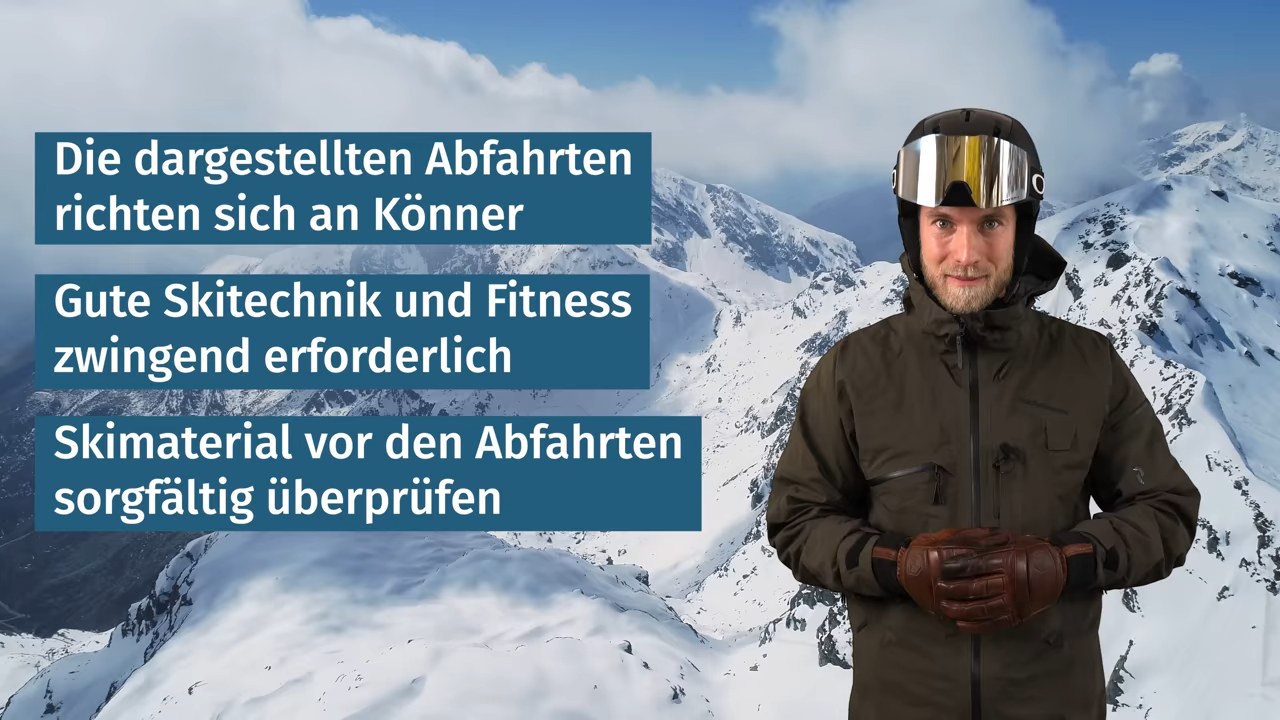 Die dargestellten Abfahrten
richten sich an Könner
Gute Skitechnik und Fitness
zwingend erforderlich
Skimaterial vor den Abfahrten
sorgfältig überprüfen